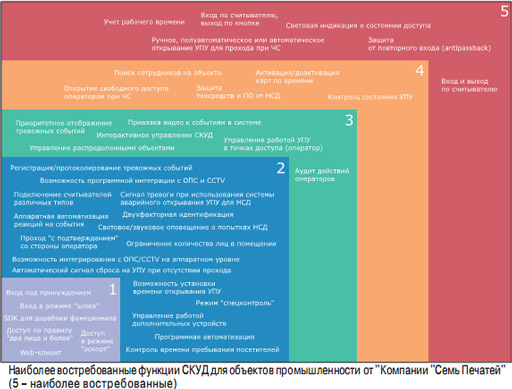 5
Учет рабочего времени
Вход по считывателю,
выход по кнопке
Световая индикация о состоянии доступа
Ручное, полуавтоматическое или автоматическое
открывание УПУ для прохода при ЧС
Защита
от повторного входа (antipassback)
Вход и выход
по считывателю
4
Поиск сотрудников на объекте
Активация/деактивация
карт по времени
Открытие свободного доступа
оператором при ЧС
Защита
техсредств и ПО от НСД
Контроль состояния УПУ
3
Приоритетное отображение
тревожных событий
Привязка видео к событиям в системе
Интерактивное управление СКУД
Управление распределенными объектами
Управление работой УПУ
в точках доступа (оператор)
Аудит действий
операторов
2
Регистрация/протоколирование тревожных событий
Возможность програмной интеграции с ОПС и CCTV
Подключение считывателей
различных типов
Сигнал тревоги при использовании системы
аварийного открывания УПУ для НСД
Аппаратная автоматизация
реакций на события
Двухфакторная идентификация
Световое/звуковое оповещение о попытках НСД
Проход "с подтверждением"
со стороны оператора
Ограничение количества лиц в помещении
Возможности интегрирования с ОПС/CCTV на аппаратном уровне
Автоматический сигнал сброса на УПУ при отсутствии прохода
Возможность установки
времени открывания УПУ
Режим "спецконтроль"
Управление работой
дополнительных устройств
Программная автоматизация
Контроль времени пребывания посетителей
1
Вход под принуждением
Вход в режиме "шлюз"
SDK для дорабоки функционала
Доступ по правилу
"два лица и более"
Доступ
в режиме
"эскорт"
Web-клиент
Наиболее востребованные функции СКУД для объектов промышленности от "Компании "Семь Печатей"
(5 – наиболее востребованные)